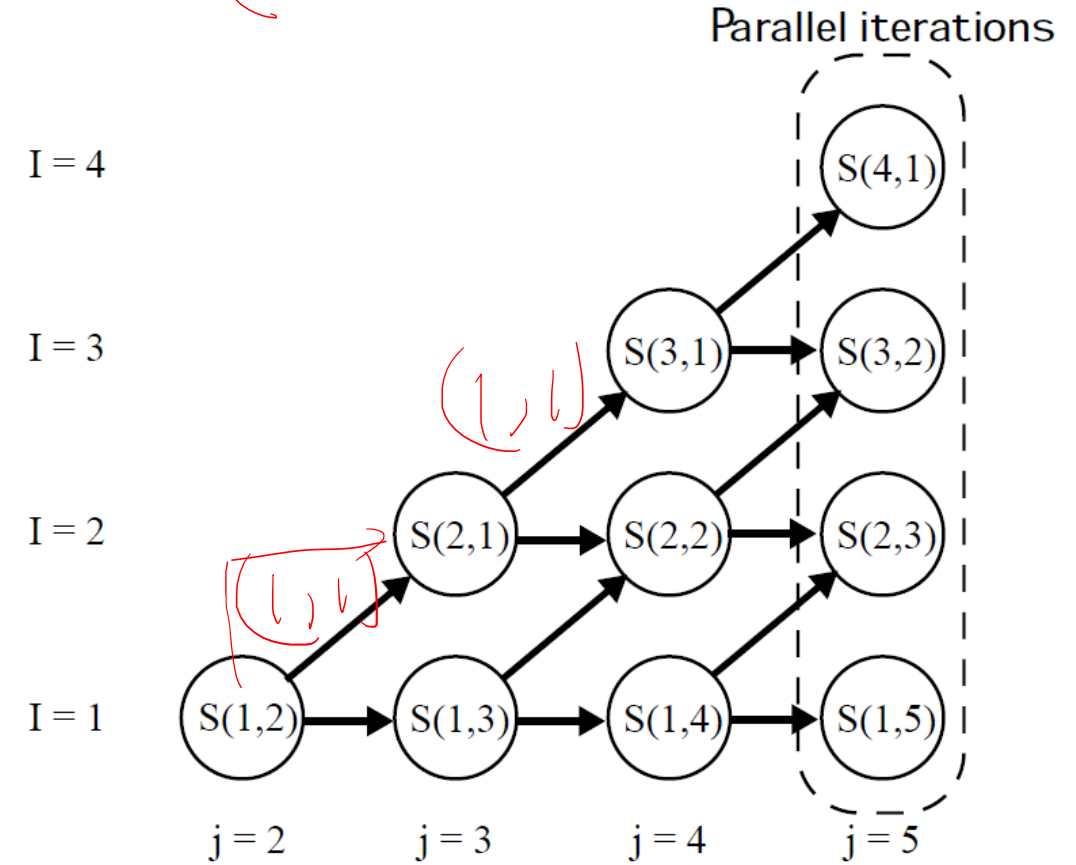 Parallel iterations
I = 4
S(4,1)
I = 3
S(3,1) S(3,2)
(1,1)
I = 2
S(2,1) S(2,2) S(2,3)
(1,1)
I = 1
S(1,2) S(1,3) S(1,4) S(1,5)
j = 2 j = 3 j = 4 j = 5